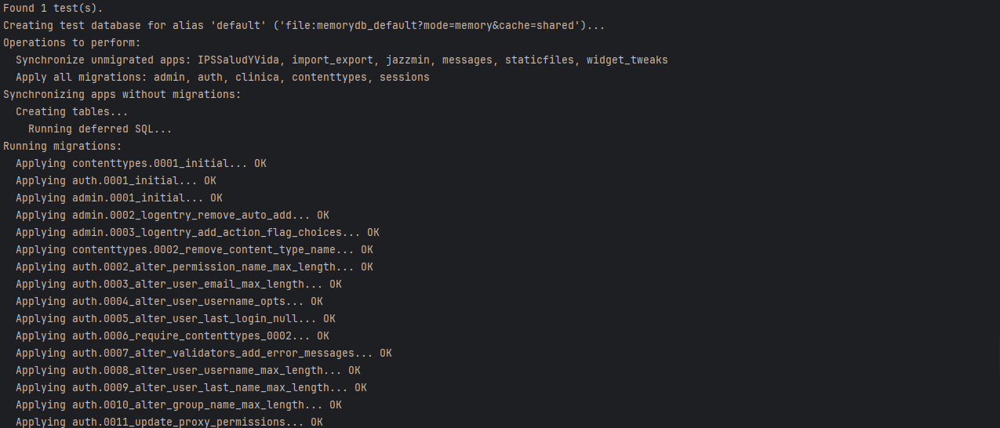 Found 1 test(s).
Creating test database for alias 'default' ('file:memorydb_default?mode=memory&cache=shared')...
Operations to perform:
  Synchronize unmigrated apps: IPSSaludYVida, import_export, jazzmin, messages, staticfiles, widget_tweaks
  Apply all migrations: admin, auth, clinica, contenttypes, sessions
Synchronizing apps without migrations:
  Creating tables...
    Running deferred SQL...
Running migrations:
  Applying contenttypes.0001_initial... OK
  Applying auth.0001_initial... OK
  Applying admin.0001_initial... OK
  Applying admin.0002_logentry_remove_auto_add... OK
  Applying admin.0003_logentry_add_action_flag_choices... OK
  Applying contenttypes.0002_remove_content_type_name... OK
  Applying auth.0002_alter_permission_name_max_length... OK
  Applying auth.0003_alter_user_email_max_length... OK
  Applying auth.0004_alter_user_username_opts... OK
  Applying auth.0005_alter_user_last_login_null... OK
  Applying auth.0006_require_contenttypes_0002... OK
  Applying auth.0007_alter_validators_add_error_messages... OK
  Applying auth.0008_alter_user_username_max_length... OK
  Applying auth.0009_alter_user_last_name_max_length... OK
  Applying auth.0010_alter_group_name_max_length... OK
  Applying auth.0011_update_proxy_permissions... OK